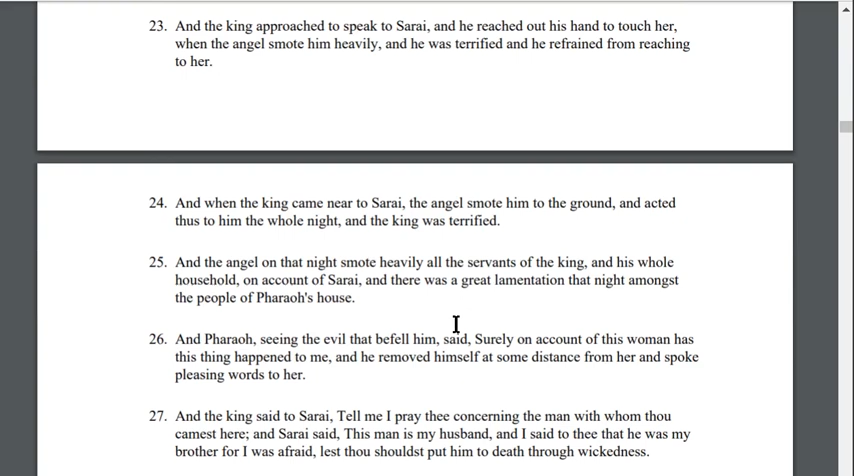 23. And the king approached to speak to Sarai, and he reached out his hand to touch her,
when the angel smote him heavily, and he was terrified and he refrained from reaching
to her.
24. And when the king came near to Sarai, the angel smote him to the ground, and acted
thus to him the whole night, and the king was terrified.
25. And the angel on that night smote heavily all the servants of the king, and his whole
household, on account of Sarai, and there was a great lamentation that night amongst
the people of Pharaoh's house.
26. And Pharaoh, seeing the evil that befell him, said, Surely on account of this woman has
this thing happened to me, and he removed himself at some distance from her and spoke
pleasing words to her.
27. And the king said to Sarai, Tell me I pray thee concerning the man with whom thou
camest here; and Sarai said, This man is my husband, and I said to thee that he was my
brother for I was afraid, lest thou shouldst put him to death through wickedness.